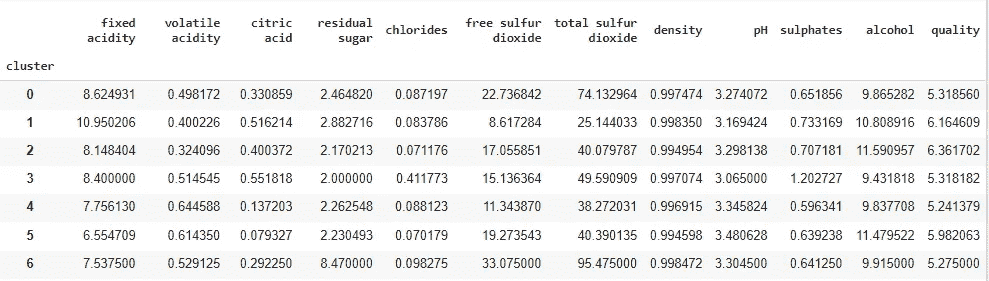 fixed acidity volatile acidity citric acid residual sugar chlorides free sulfur dioxide total sulfur dioxide density pH sulphates alcohol quality
cluster
0 8.624931 0.498172 0.330859 2.464820 0.087197 22.736842 74.132964 0.997474 3.274072 0.651856 9.865282 5.318560
1 10.950206 0.400226 0.516214 2.882716 0.083786 8.617284 25.144033 0.998350 3.169424 0.733169 10.808916 6.164609
2 8.148404 0.324096 0.400372 2.170213 0.071176 17.055851 40.079787 0.994954 3.298138 0.707181 11.590957 6.361702
3 8.400000 0.514545 0.551818 2.000000 0.411773 15.136364 49.590909 0.997074 3.065000 1.202727 9.431818 5.318182
4 7.756130 0.644588 0.137203 2.262548 0.088123 11.343870 38.272031 0.996915 3.345824 0.596341 9.837708 5.241379
5 6.554709 0.614350 0.079327 2.230493 0.070179 19.273543 40.390135 0.994598 3.480628 0.639238 11.479522 5.982063
6 7.537500 0.529125 0.292250 8.470000 0.098275 33.075000 95.475000 0.998472 3.304500 0.641250 9.915000 5.275000